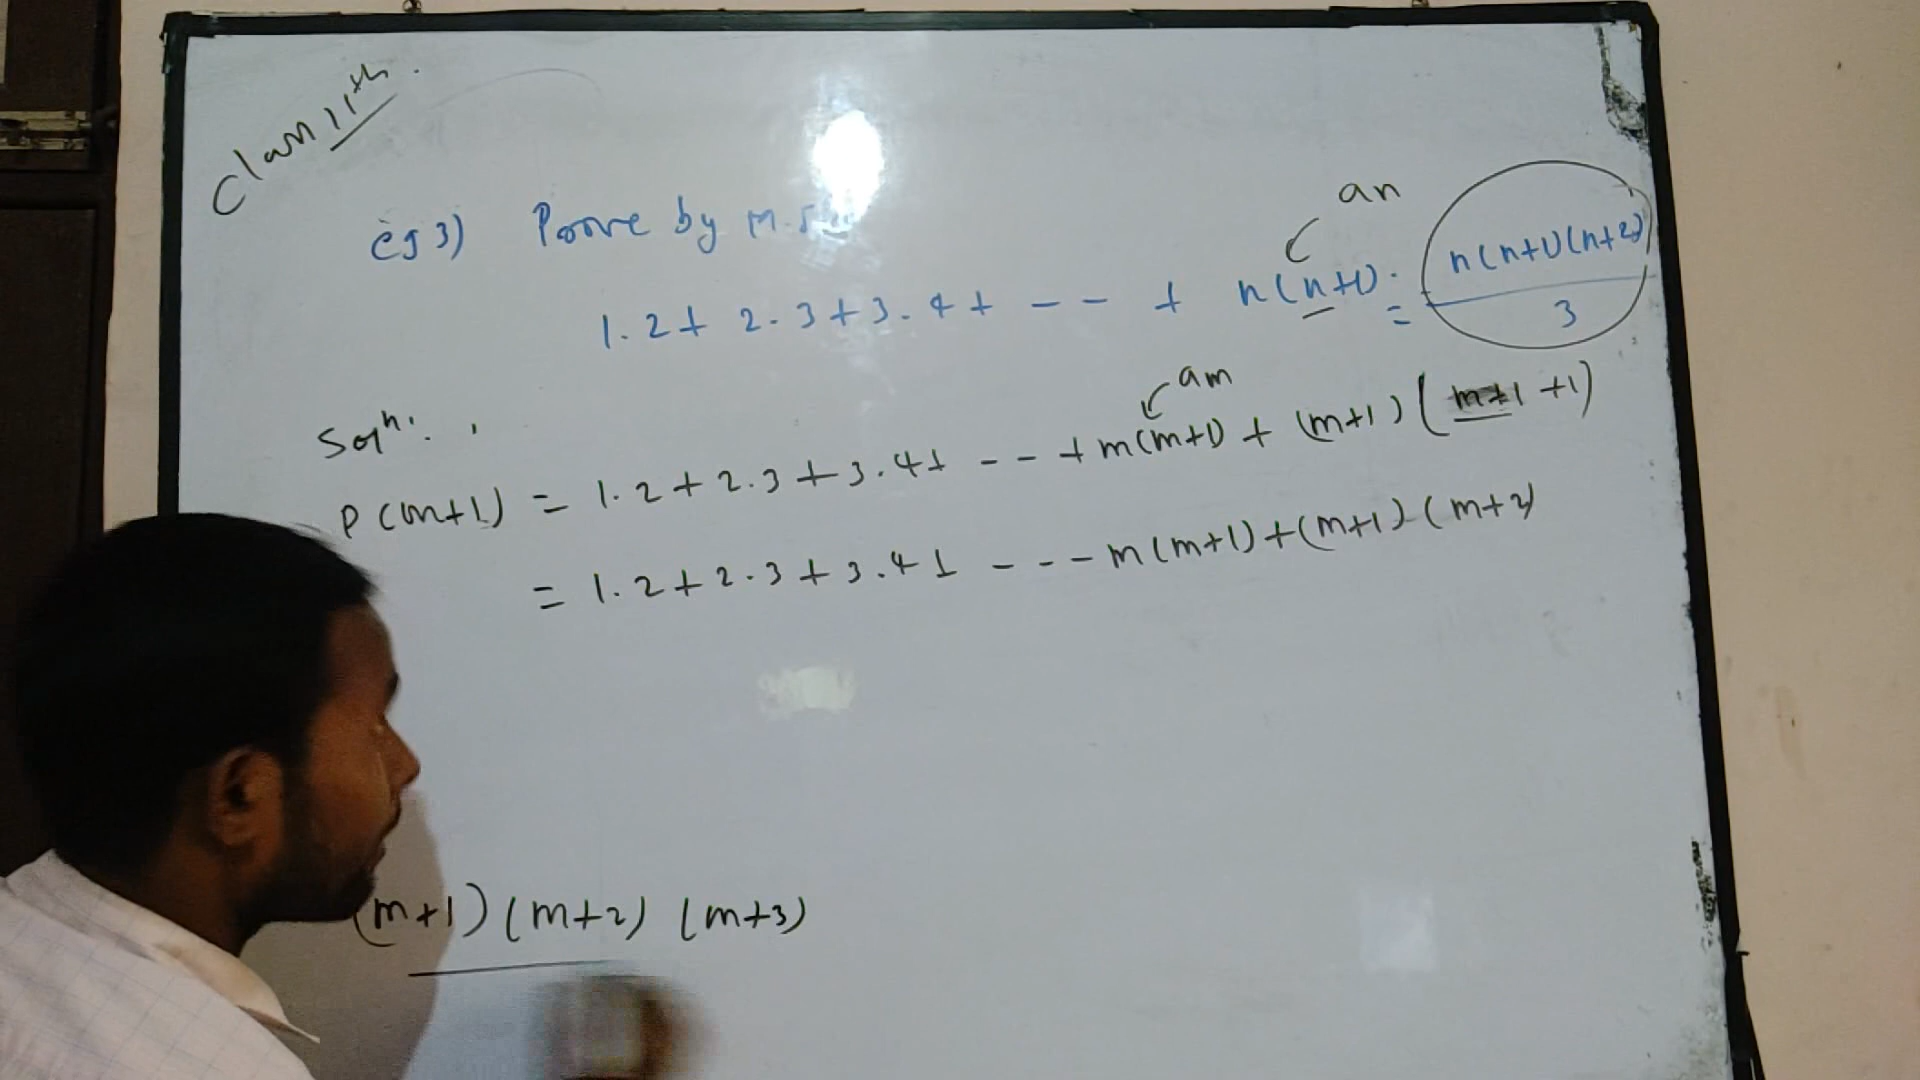 Class 11th.
eg 3) Prove by M.
an
1.2 + 2.3 + 3.4 + - - + n(n+1) = n(n+1)(n+2) / 3
am
Soln.
P(m+1) = 1.2 + 2.3 + 3.4 + - - + m(m+1) + (m+1)(m+1 +1)
= 1.2 + 2.3 + 3.4 + - - - m(m+1) + (m+1) (m+2)
(m+1) (m+2) (m+3)